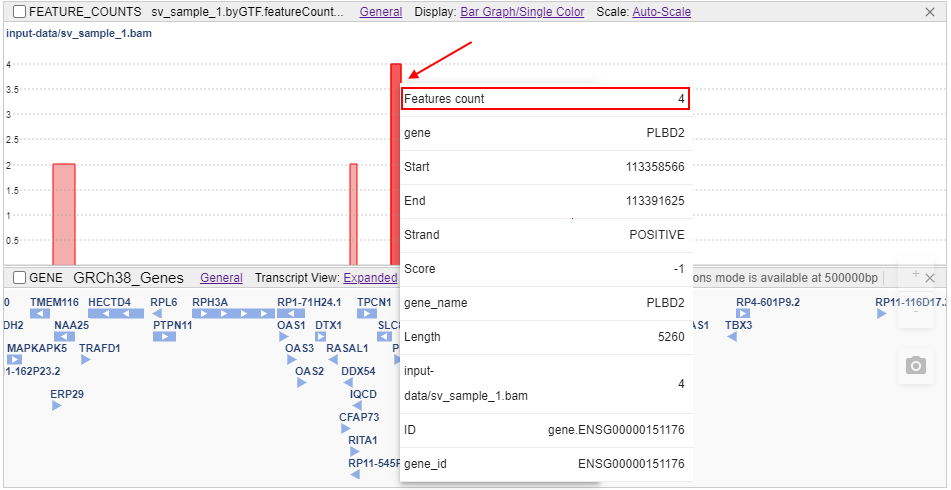 FEATURE_COUNTS sv_sample_1.byGTF.featureCount... General Display: Bar Graph/Single Color Scale: Auto-Scale
input-data/sv_sample_1.bam
4
3.5
3
2.5
2
1.5
1
0.5
Features count 4
gene PLBD2
Start 113358566
End 113391625
Strand POSITIVE
Score -1
gene_name PLBD2
Length 5260
input-
data/sv_sample_1.bam 4
ID gene.ENSG00000151176
gene_id ENSG00000151176
GENE GRCh38_Genes General Transcript View: Expanded ons mode is available at 500000bp
0 TMEM116 HECTD4 RPL6 RPH3A RP1-71H24.1 TPCN1 RP4-601P9.2 RP11-116D17.2
DH2 NAA25 PTPN11 OAS1 DTX1 SLC8 AS1 TBX3
MAPKAPK5 TRAFD1 OAS3 RASAL1 P
1-162P23.2 OAS2 DDX54
ERP29 IQCD
CFAP73
RITA1
RP11-545P